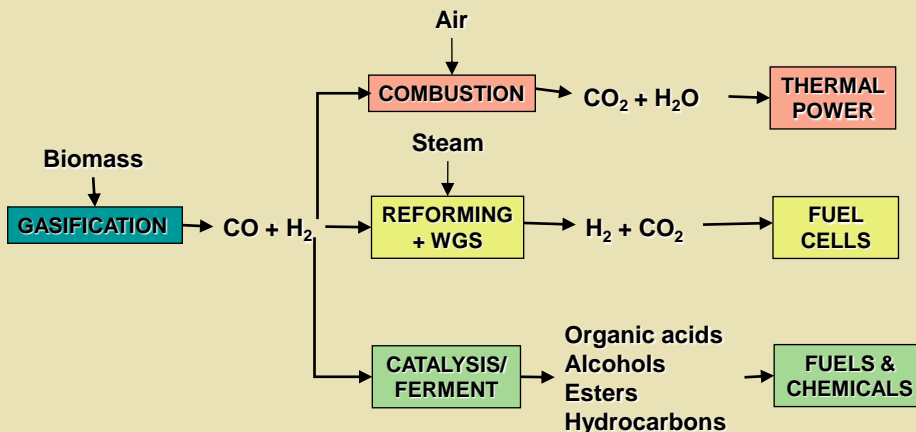 Air
COMBUSTION
CO₂ + H₂O
THERMAL
POWER
Biomass
GASIFICATION
CO + H₂
Steam
REFORMING
+ WGS
H₂ + CO₂
FUEL
CELLS
CATALYSIS/
FERMENT
Organic acids
Alcohols
Esters
Hydrocarbons
FUELS &
CHEMICALS